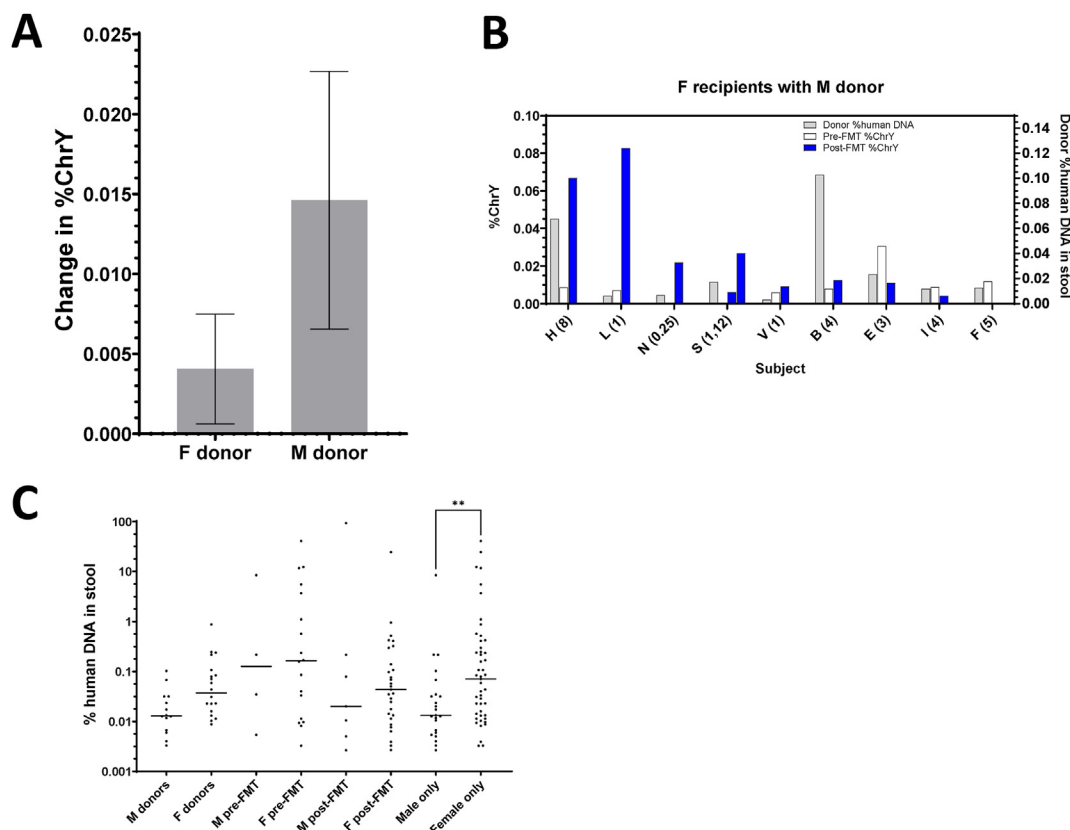 A
Change in %ChrY
0.025
0.020
0.015
0.010
0.005
0.000
F donor
M donor
B
F recipients with M donor
%ChrY
0.10
0.08
0.06
0.04
0.02
0.00
Donor %human DNA
Pre-FMT %ChrY
Post-FMT %ChrY
0.14
0.12
0.10
0.08
0.06
0.04
0.02
0.00
Donor %human DNA in stool
H (8)
L (1)
N (0.25)
S (1,12)
V (1)
B (4)
E (3)
I (4)
F (5)
Subject
C
% human DNA in stool
100
10
1
0.1
0.01
0.001
**
M donors
F donors
M pre-FMT
F pre-FMT
M post-FMT
F post-FMT
Male only
Female only